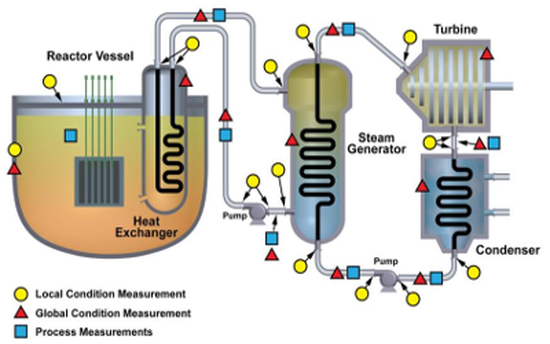 Turbine
Reactor Vessel
Steam
Generator
Heat
Exchanger
Pump
Pump
Condenser
Local Condition Measurement
Global Condition Measurement
Process Measurements